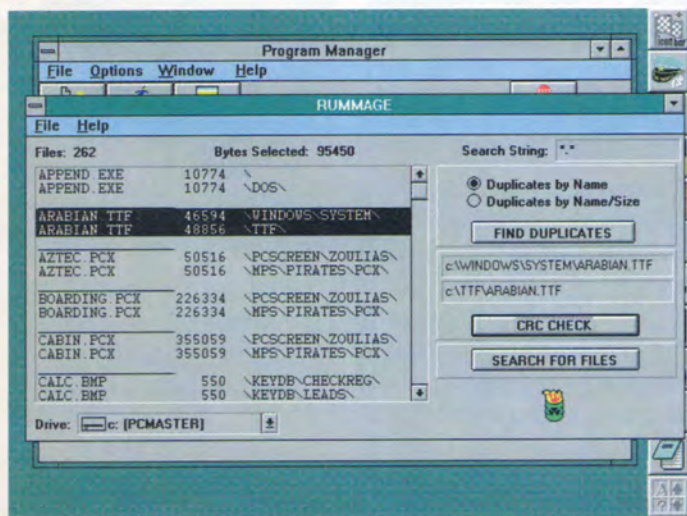 icon bar
Program Manager
File Options Window Help
RUMMAGE
File Help
Files: 262 Bytes Selected: 95450 Search String: *.*
APPEND.EXE 10774 \
APPEND.EXE 10774 \DOS\
ARABIAN.TTF 46594 \WINDOWS\SYSTEM\
ARABIAN.TTF 48856 \TTF\
AZTEC.PCX 50516 \PCSCREEN\ZOULIAS\
AZTEC.PCX 50516 \MPS\PIRATES\PCX\
BOARDING.PCX 226334 \PCSCREEN\ZOULIAS\
BOARDING.PCX 226334 \MPS\PIRATES\PCX\
CABIN.PCX 355059 \PCSCREEN\ZOULIAS\
CABIN.PCX 355059 \MPS\PIRATES\PCX\
CALC.BMP 550 \KEYDB\CHECKREG\
CALC.BMP 550 \KEYDB\LEADS\
Drive: c: [PCMASTER]
Duplicates by Name
Duplicates by Name/Size
FIND DUPLICATES
c:\WINDOWS\SYSTEM\ARABIAN.TTF
c:\TTF\ARABIAN.TTF
CRC CHECK
SEARCH FOR FILES
A
?